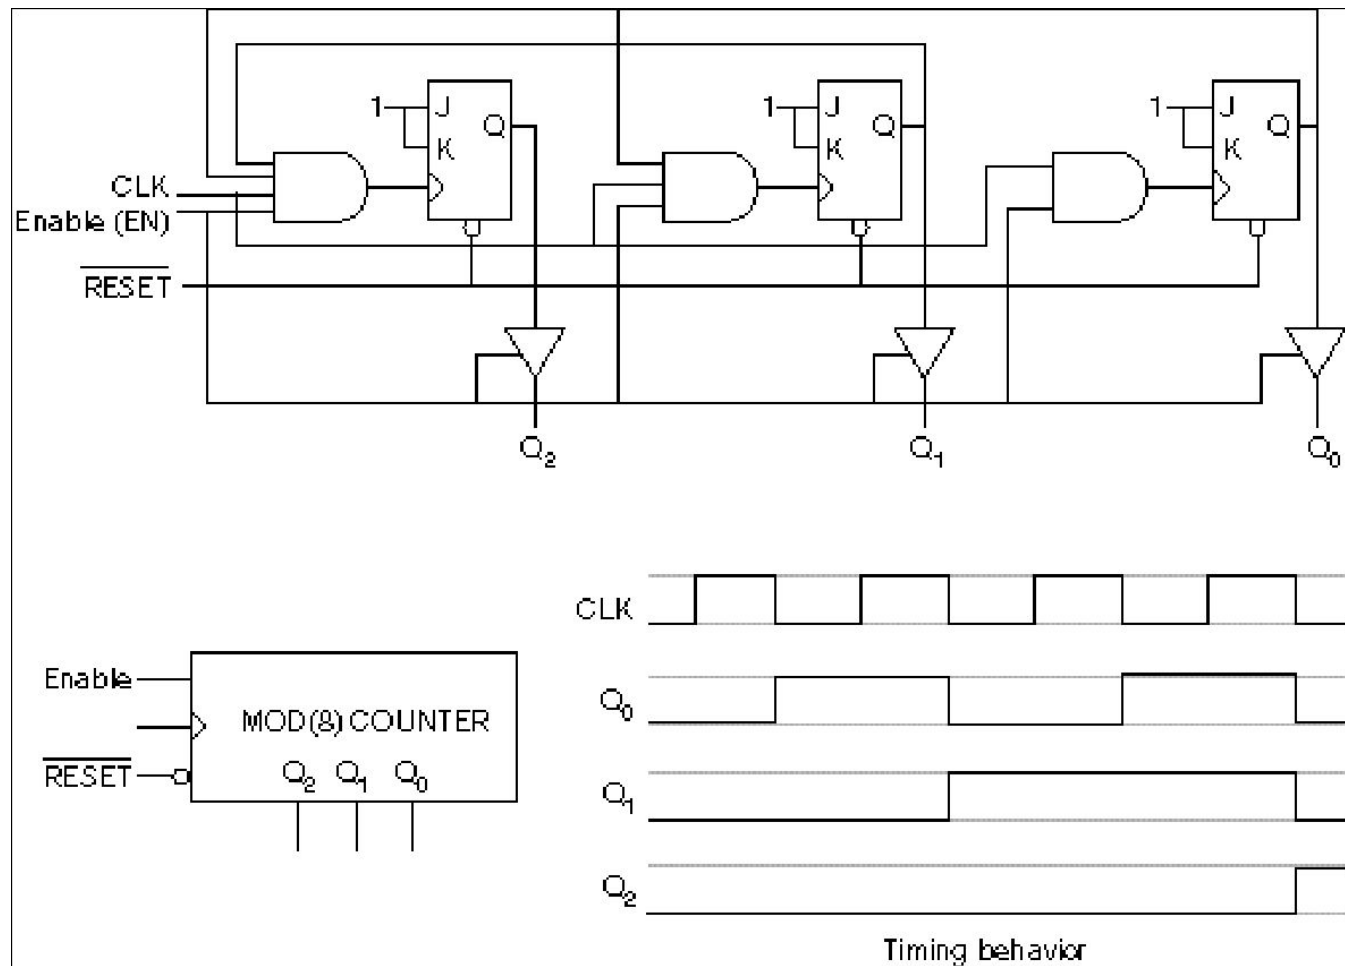 1 J Q K
1 J Q K
1 J Q K
CLK
Enable (EN)
RESET
Q2
Q1
Q0
CLK
Enable
MOD(8) COUNTER
RESET
Q2 Q1 Q0
Q0
Q1
Q2
Timing behavior